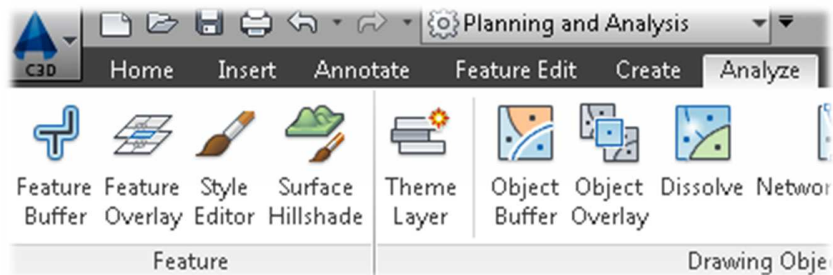 Planning and Analysis
C3D Home Insert Annotate Feature Edit Create Analyze
Feature Feature Style Surface Theme Object Object Dissolve
Buffer Overlay Editor Hillshade Layer Buffer Overlay
Feature Drawing